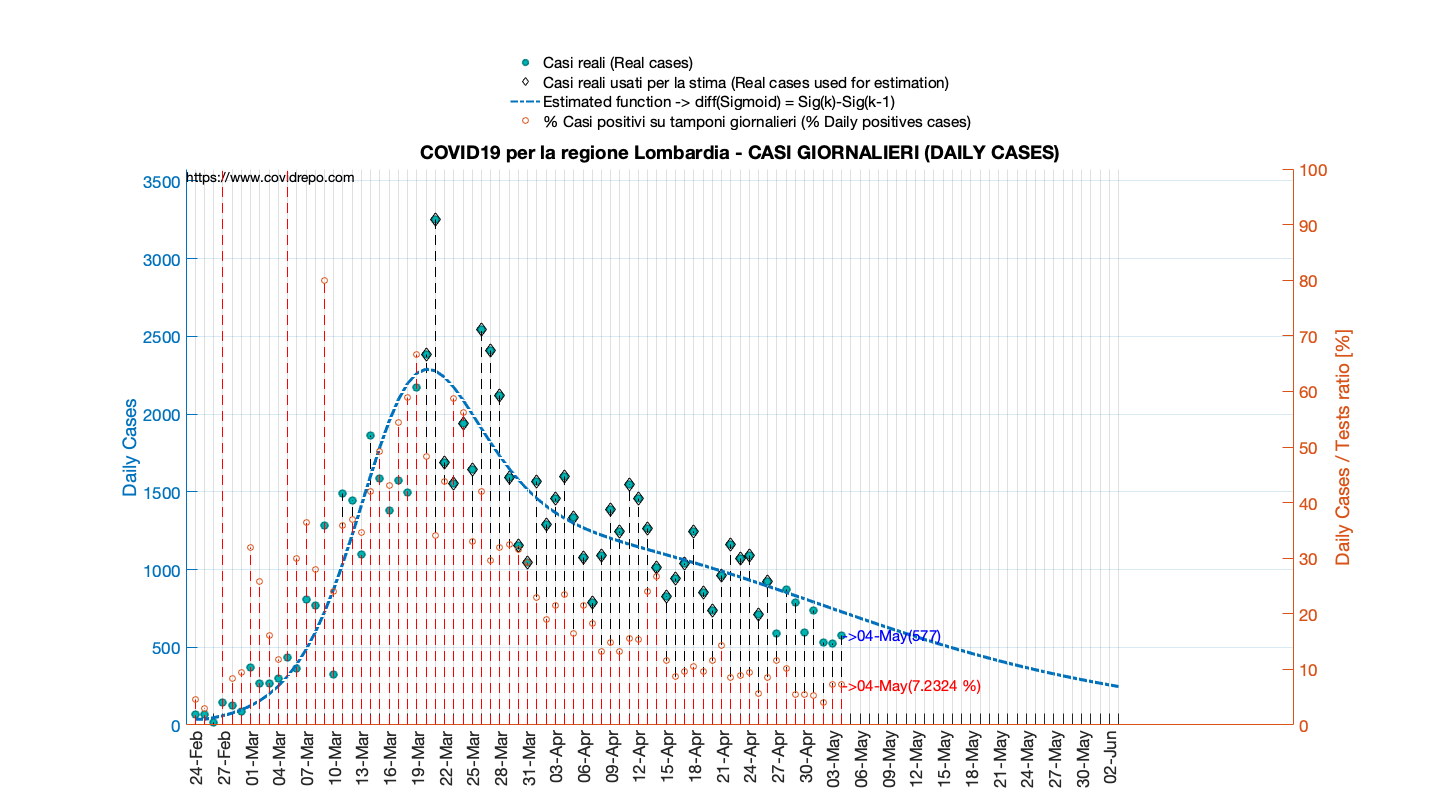 Casi reali (Real cases)
Casi reali usati per la stima (Real cases used for estimation)
Estimated function -> diff(Sigmoid) = Sig(k)-Sig(k-1)
% Casi positivi su tamponi giornalieri (% Daily positives cases)
COVID19 per la regione Lombardia - CASI GIORNALIERI (DAILY CASES)
https://www.covidrepo.com
Daily Cases
3500
3000
2500
2000
1500
1000
500
0
100
90
80
70
60
50
40
30
20
10
0
Daily Cases / Tests ratio [%]
->04-May(577)
->04-May(7.2324 %)
24-Feb
27-Feb
01-Mar
04-Mar
07-Mar
10-Mar
13-Mar
16-Mar
19-Mar
22-Mar
25-Mar
28-Mar
31-Mar
03-Apr
06-Apr
09-Apr
12-Apr
15-Apr
18-Apr
21-Apr
24-Apr
27-Apr
30-Apr
03-May
06-May
09-May
12-May
15-May
18-May
21-May
24-May
27-May
30-May
02-Jun